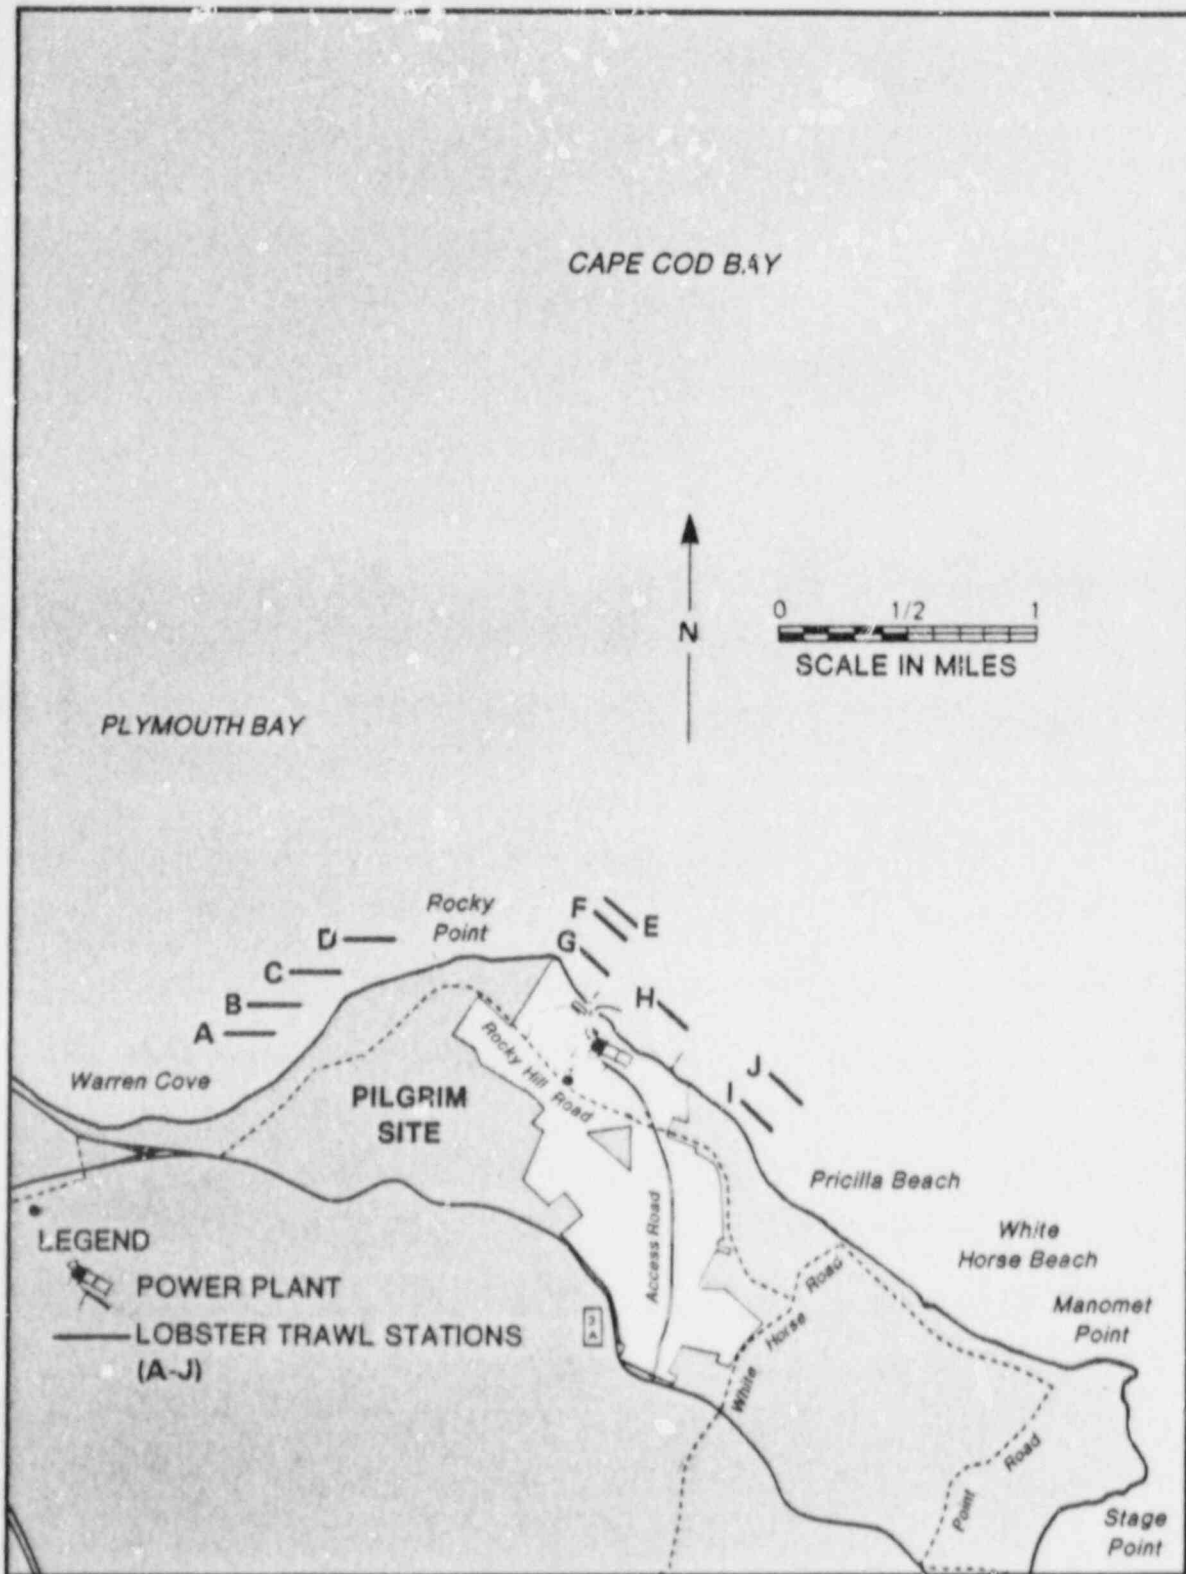 CAPE COD BAY
N
0 1/2 1
SCALE IN MILES
PLYMOUTH BAY
Rocky
Point
F
E
D
G
C
H
B
A
J
I
Warren Cove
Rocky Hill Road
PILGRIM
SITE
Pricilla Beach
Access Road
White
Horse Beach
LEGEND
POWER PLANT
LOBSTER TRAWL STATIONS
(A-J)
3
A
White Horse Road
Manomet
Point
Point Road
Stage
Point